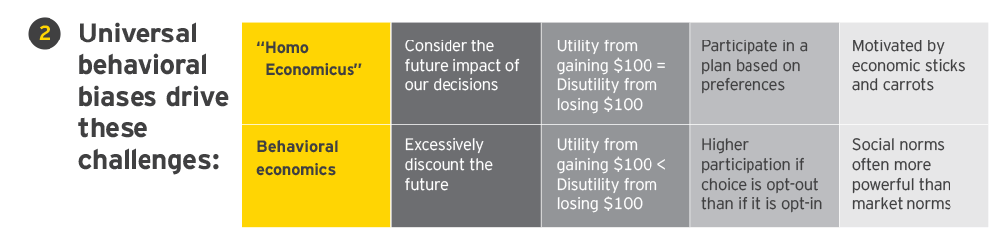 2
Universal
behavioral
biases drive
these
challenges:
“Homo
Economicus”
Consider the
future impact of
our decisions
Utility from
gaining $100 =
Disutility from
losing $100
Participate in a
plan based on
preferences
Motivated by
economic sticks
and carrots
Behavioral
economics
Excessively
discount the
future
Utility from
gaining $100 <
Disutility from
losing $100
Higher
participation if
choice is opt-out
than if it is opt-in
Social norms
often more
powerful than
market norms